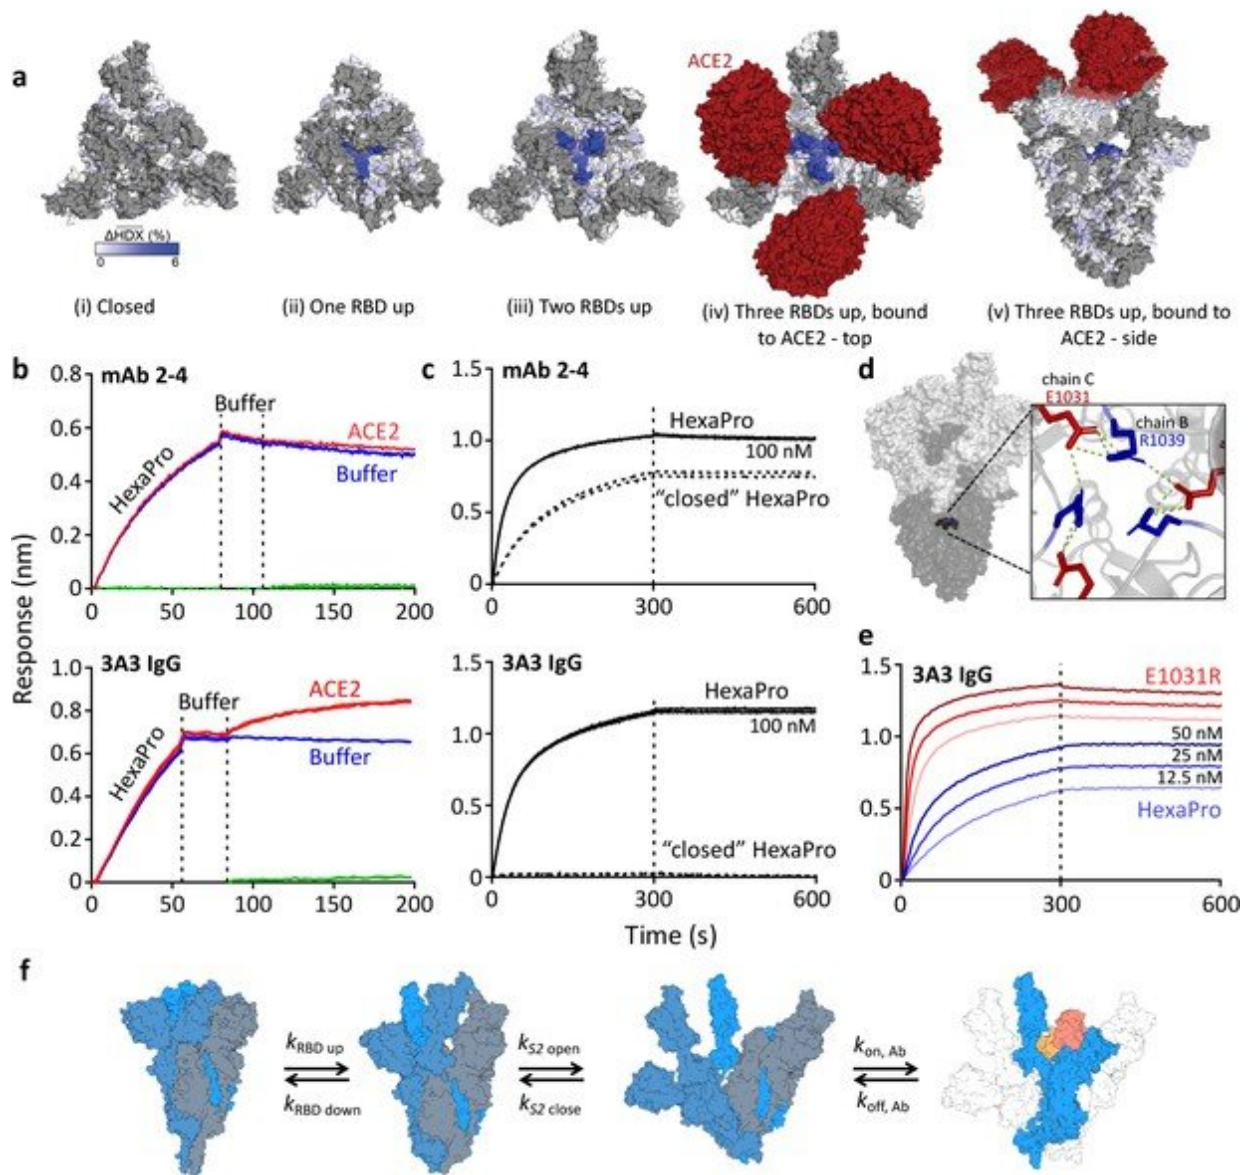 a
ACE2
ΔHDX (%)
0 6
(i) Closed
(ii) One RBD up
(iii) Two RBDs up
(iv) Three RBDs up, bound
to ACE2 - top
(v) Three RBDs up, bound to
ACE2 - side
b
mAb 2-4
Buffer
HexaPro
ACE2
Buffer
0.8
0.6
0.4
0.2
0
0 50 100 150 200
3A3 IgG
Buffer
HexaPro
ACE2
Buffer
1.0
0.8
0.6
0.4
0.2
0
0 50 100 150 200
Response (nm)
c
mAb 2-4
HexaPro
100 nM
"closed" HexaPro
1.5
1.0
0.5
0
0 300 600
3A3 IgG
HexaPro
100 nM
"closed" HexaPro
1.5
1.0
0.5
0
0 300 600
Time (s)
d
chain C
E1031
chain B
R1039
e
3A3 IgG
E1031R
50 nM
25 nM
12.5 nM
HexaPro
1.5
1.0
0.5
0
0 300 600
f
kRBD up
kRBD down
kS2 open
kS2 close
kon, Ab
koff, Ab